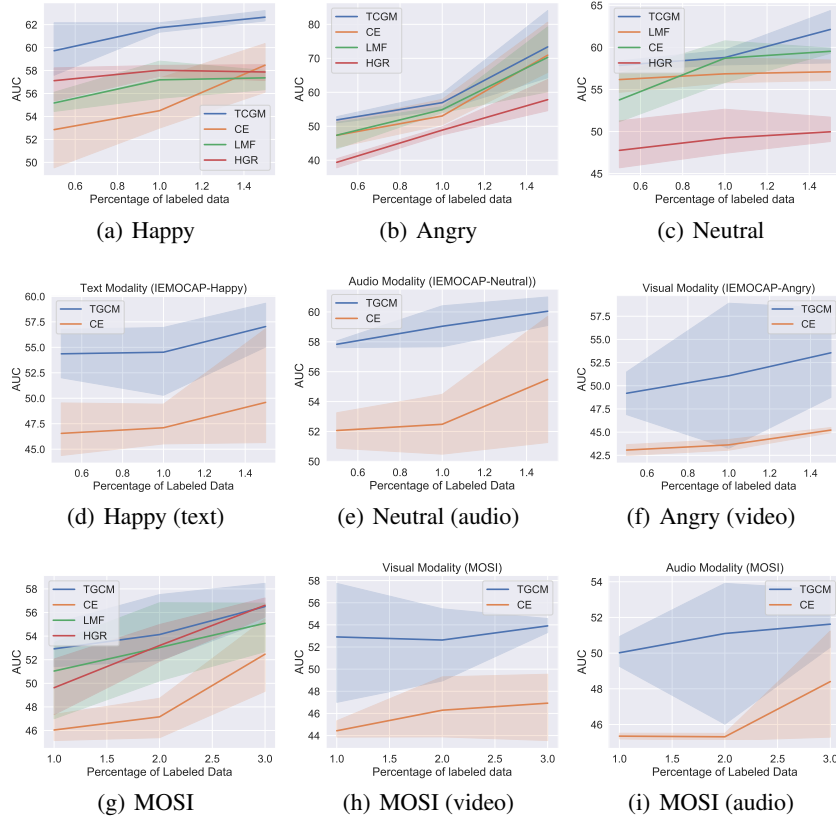 AUC
62
60
58
56
54
52
50
TCGM
CE
LMF
HGR
0.6 0.8 1.0 1.2 1.4
Percentage of labeled data
(a) Happy
AUC
90
80
70
60
50
40
TCGM
CE
LMF
HGR
0.6 0.8 1.0 1.2 1.4
Percentage of labeled data
(b) Angry
AUC
65
60
55
50
45
TCGM
LMF
CE
HGR
0.6 0.8 1.0 1.2 1.4
Percentage of labeled data
(c) Neutral
Text Modality (IEMOCAP-Happy)
AUC
60.0
57.5
55.0
52.5
50.0
47.5
45.0
TGCM
CE
0.6 0.8 1.0 1.2 1.4
Percentage of Labeled Data
(d) Happy (text)
Audio Modality (IEMOCAP-Neutral))
AUC
60
58
56
54
52
50
TGCM
CE
0.6 0.8 1.0 1.2 1.4
Percentage of Labeled Data
(e) Neutral (audio)
Visual Modality (IEMOCAP-Angry)
AUC
57.5
55.0
52.5
50.0
47.5
45.0
42.5
TGCM
CE
0.6 0.8 1.0 1.2 1.4
Percentage of Labeled Data
(f) Angry (video)
AUC
56
54
52
50
48
46
TGCM
CE
LMF
HGR
1.0 1.5 2.0 2.5 3.0
Percentage of Labeled Data
(g) MOSI
Visual Modality (MOSI)
AUC
58
56
54
52
50
48
46
44
TGCM
CE
1.0 1.5 2.0 2.5 3.0
Percentage of Labeled Data
(h) MOSI (video)
Audio Modality (MOSI)
AUC
54
52
50
48
46
TGCM
CE
1.0 1.5 2.0 2.5 3.0
Percentage of Labeled Data
(i) MOSI (audio)